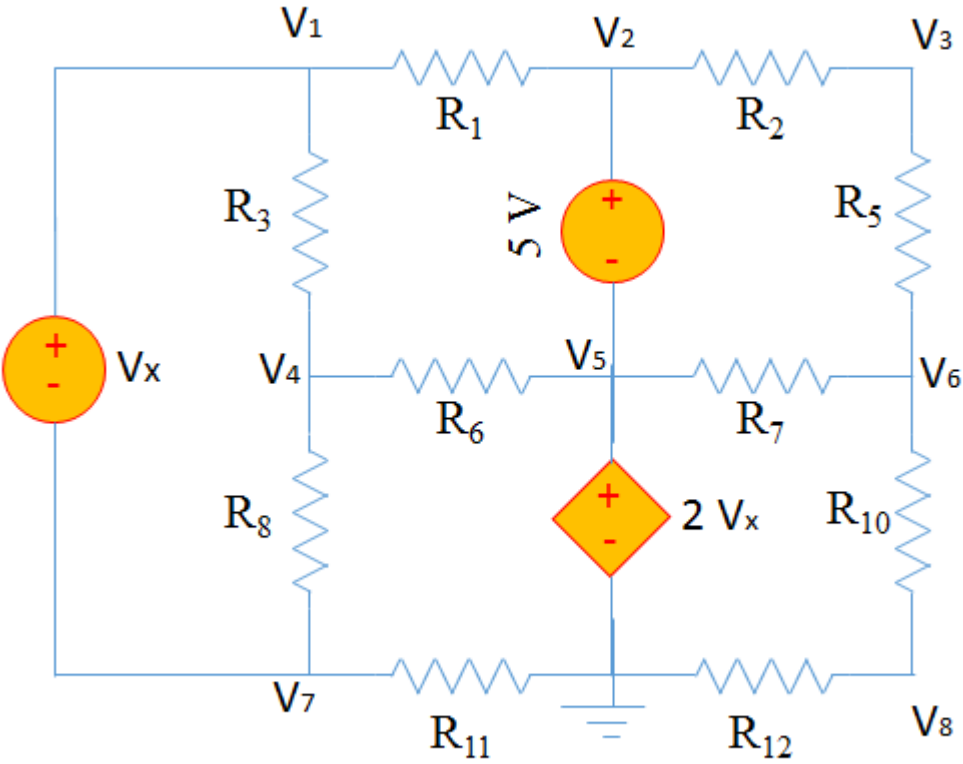 V1
V2
V3
R1
R2
+
R3
5 V
R5
-
+
Vx
-
V4
V5
V6
R6
R7
+
R8
2 Vx
R10
-
V7
R11
R12
V8